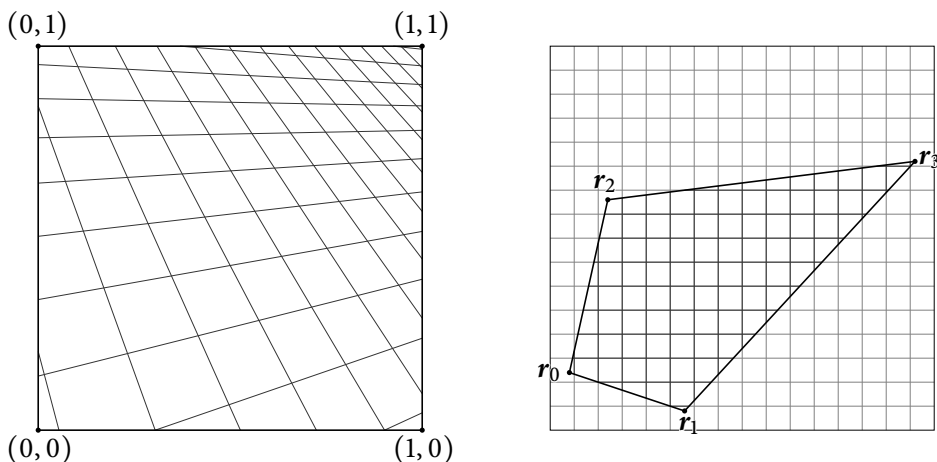 (0, 1)
(1, 1)
(0, 0)
(1, 0)
r₀
r₁
r₂
r₃